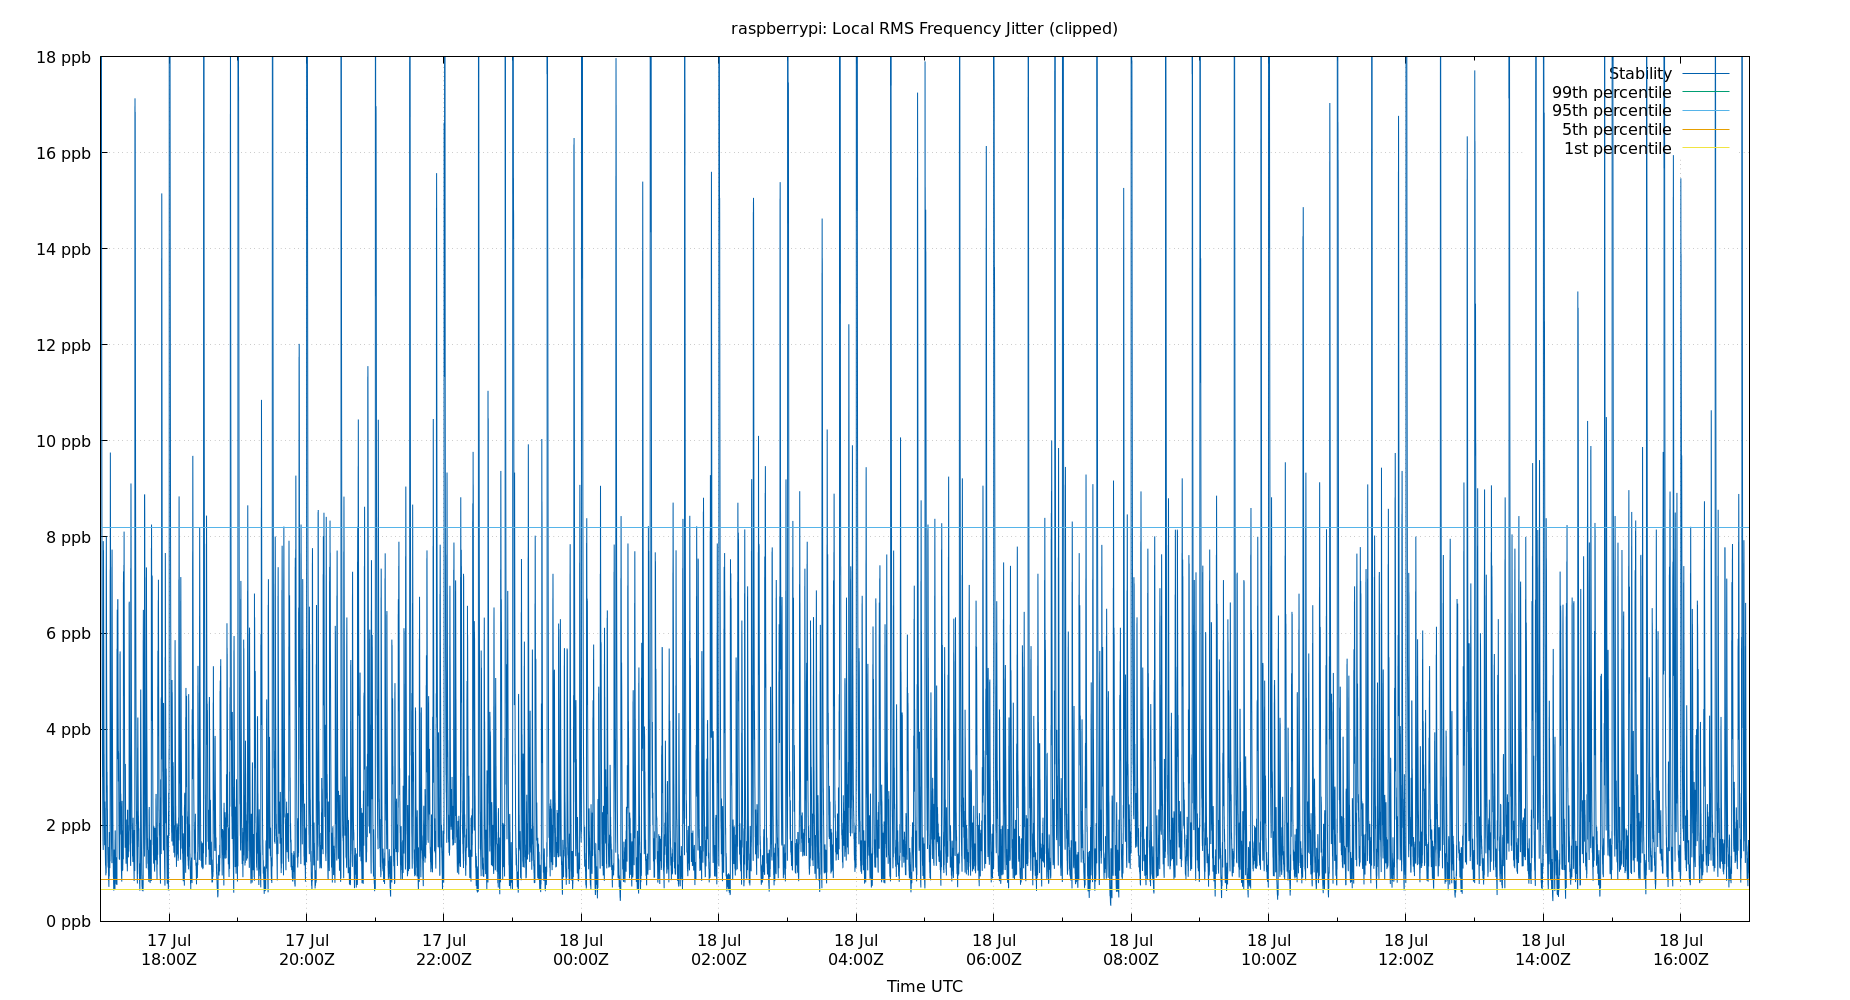 raspberrypi: Local RMS Frequency Jitter (clipped)
18 ppb
16 ppb
14 ppb
12 ppb
10 ppb
8 ppb
6 ppb
4 ppb
2 ppb
0 ppb
Stability
99th percentile
95th percentile
5th percentile
1st percentile
17 Jul 17 Jul 17 Jul 18 Jul 18 Jul 18 Jul 18 Jul 18 Jul 18 Jul 18 Jul 18 Jul 18 Jul
18:00Z 20:00Z 22:00Z 00:00Z 02:00Z 04:00Z 06:00Z 08:00Z 10:00Z 12:00Z 14:00Z 16:00Z
Time UTC